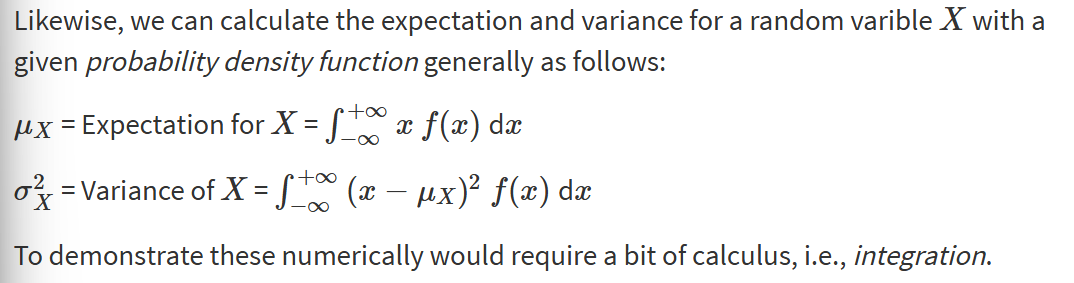 Likewise, we can calculate the expectation and variance for a random varible X with a
given probability density function generally as follows:
μX = Expectation for X = ∫−∞+∞ x f(x) dx
σ2X = Variance of X = ∫−∞+∞ (x − μX)2 f(x) dx
To demonstrate these numerically would require a bit of calculus, i.e., integration.